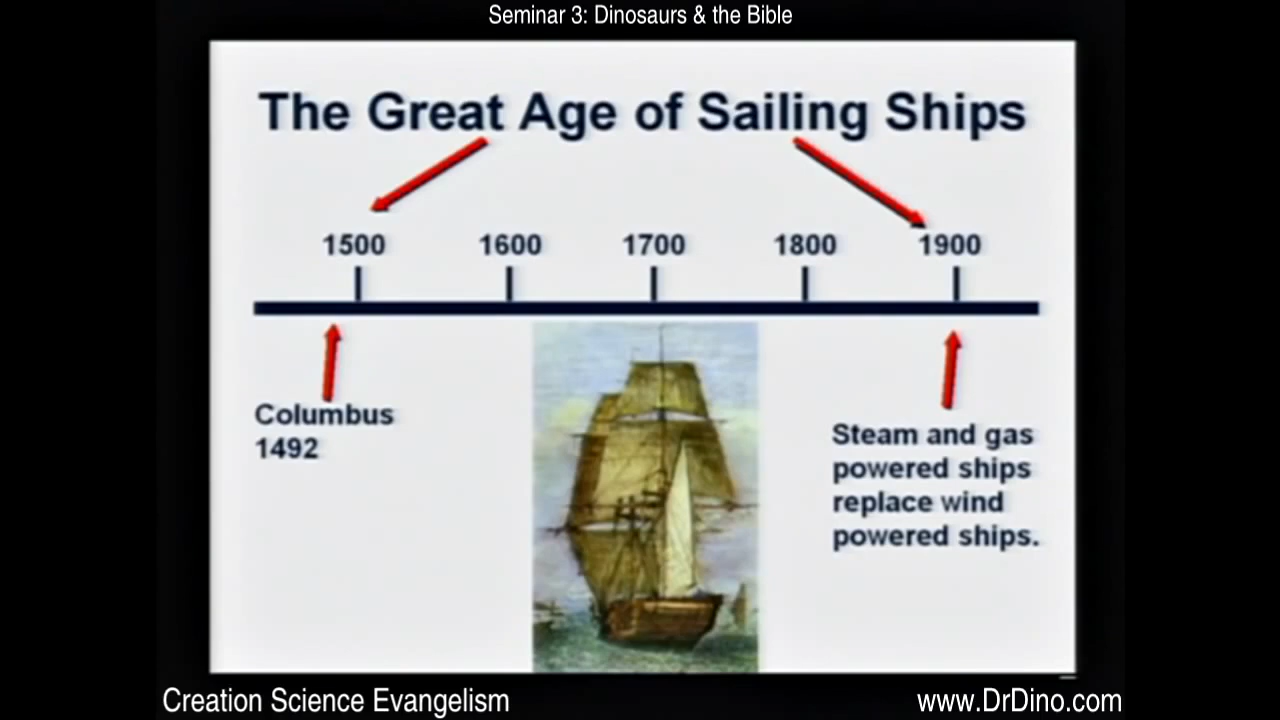 Seminar 3: Dinosaurs & the Bible
The Great Age of Sailing Ships
1500 1600 1700 1800 1900
Columbus
1492
Steam and gas
powered ships
replace wind
powered ships.
Creation Science Evangelism
www.DrDino.com